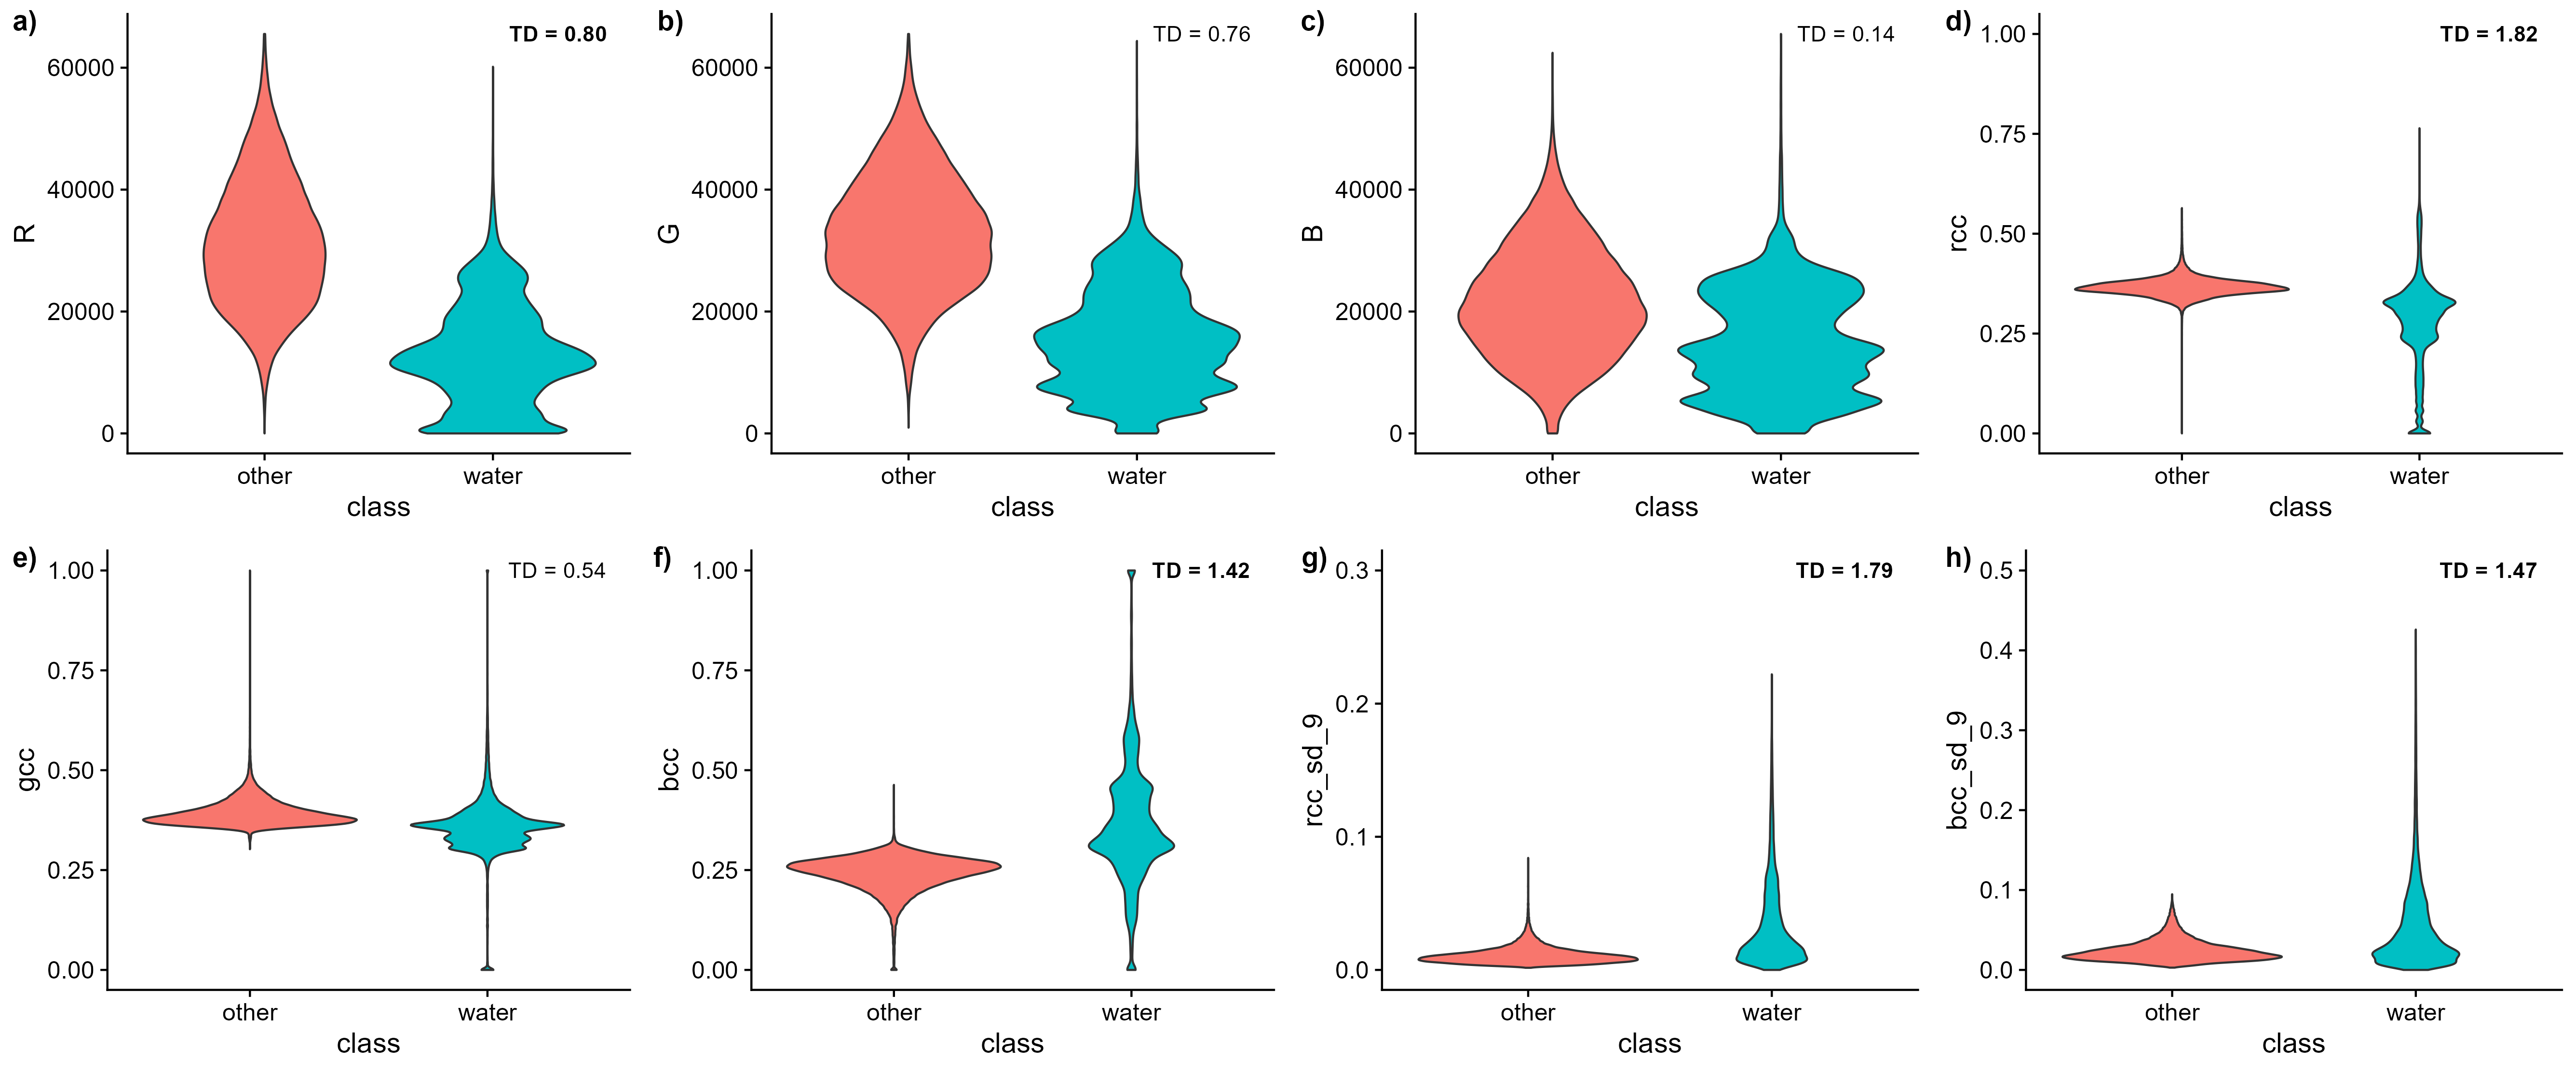 a) TD = 0.80
60000
40000
20000
0
R
other water
class
b) TD = 0.76
60000
40000
20000
0
G
other water
class
c) TD = 0.14
60000
40000
20000
0
B
other water
class
d) TD = 1.82
1.00
0.75
0.50
0.25
0.00
rcc
other water
class
e) TD = 0.54
1.00
0.75
0.50
0.25
0.00
gcc
other water
class
f) TD = 1.42
1.00
0.75
0.50
0.25
0.00
bcc
other water
class
g) TD = 1.79
0.3
0.2
0.1
0.0
rcc_sd_9
other water
class
h) TD = 1.47
0.5
0.4
0.3
0.2
0.1
0.0
bcc_sd_9
other water
class